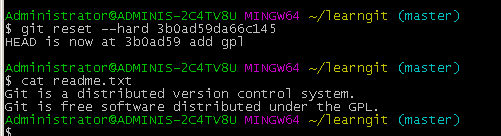 Administrator@ADMINIS-2C4TV8U MINGW64 ~/learngit (master)
$ git reset --hard 3b0ad59da66c145
HEAD is now at 3b0ad59 add gpl
Administrator@ADMINIS-2C4TV8U MINGW64 ~/learngit (master)
$ cat readme.txt
Git is a distributed version control system.
Git is free software distributed under the GPL.
Administrator@ADMINIS-2C4TV8U MINGW64 ~/learngit (master)
$